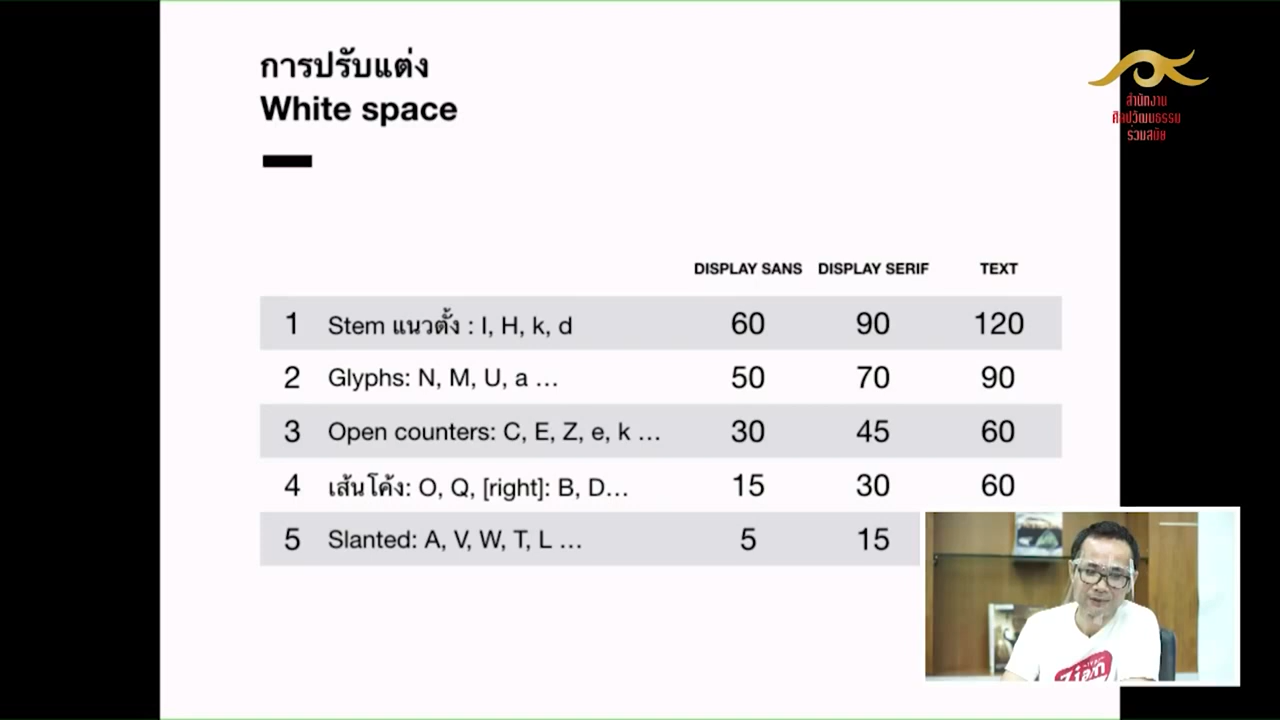 การปรับแต่ง
White space
สำนักงาน
ศิลปวัฒนธรรม
ร่วมสมัย
DISPLAY SANS DISPLAY SERIF TEXT
1 Stem แนวตั้ง : I, H, k, d 60 90 120
2 Glyphs: N, M, U, a … 50 70 90
3 Open counters: C, E, Z, e, k … 30 45 60
4 เส้นโค้ง: O, Q, [right]: B, D… 15 30 60
5 Slanted: A, V, W, T, L … 5 15